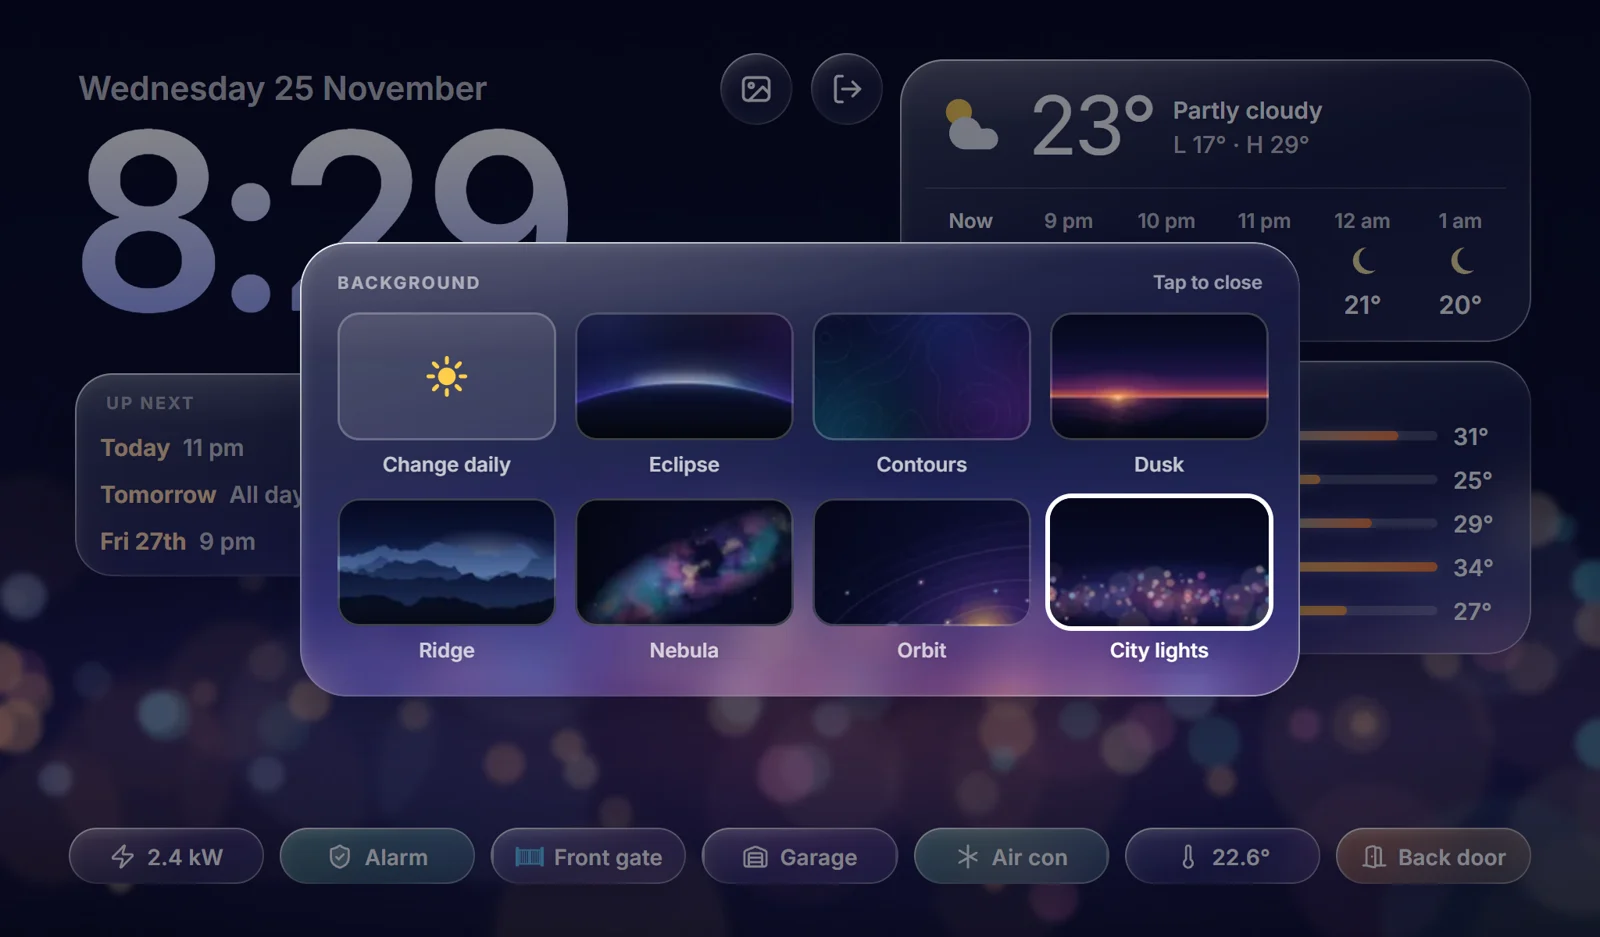 Wednesday 25 November
8:29
23°
Partly cloudy
L 17° · H 29°
Now 9 pm 10 pm 11 pm 12 am 1 am
21° 20°
BACKGROUND Tap to close
Change daily Eclipse Contours Dusk
Ridge Nebula Orbit City lights
UP NEXT
Today 11 pm
Tomorrow All day
Fri 27th 9 pm
31°
25°
29°
34°
27°
2.4 kW Alarm Front gate Garage Air con 22.6° Back door